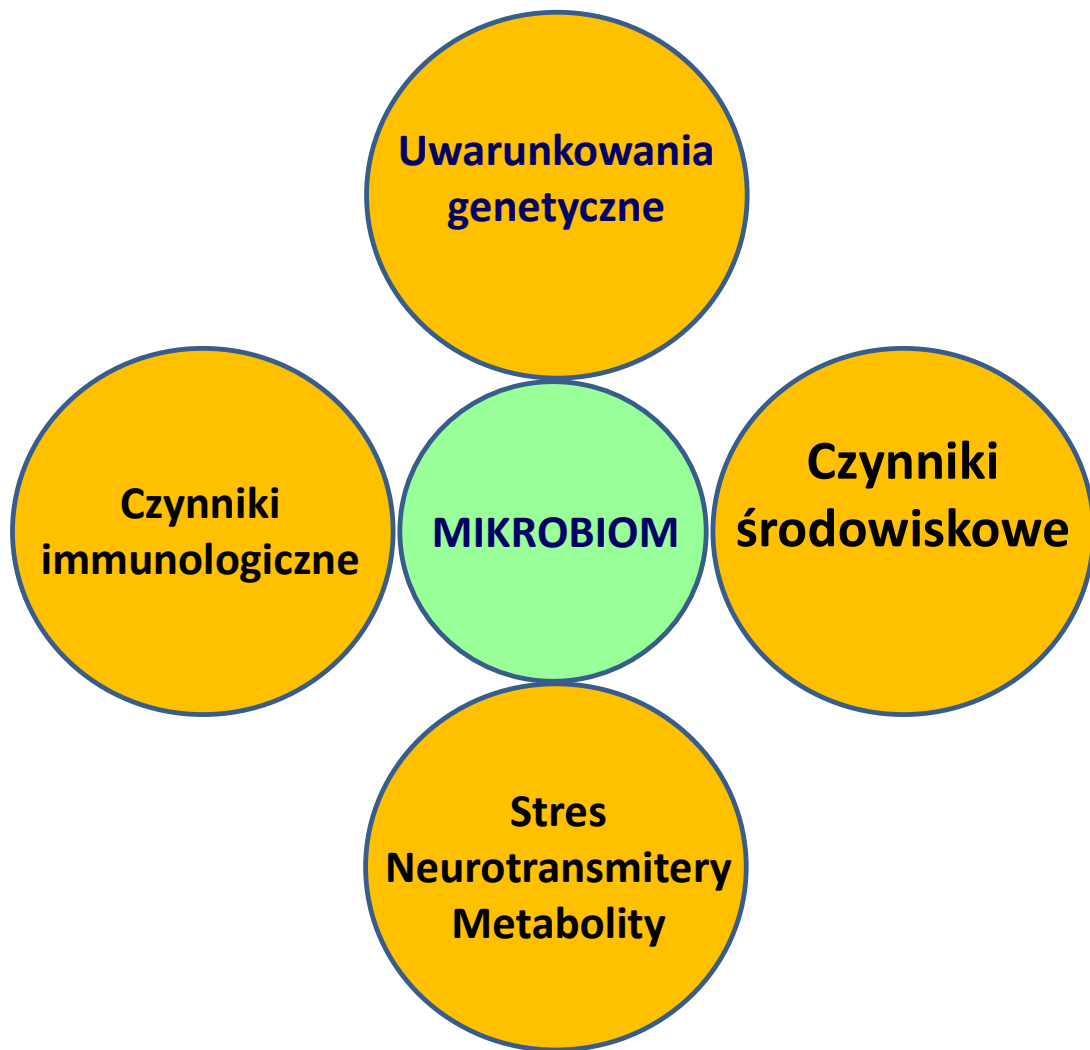 Uwarunkowania
genetyczne
Czynniki
immunologiczne
MIKROBIOM
Czynniki
środowiskowe
Stres
Neurotransmitery
Metabolity